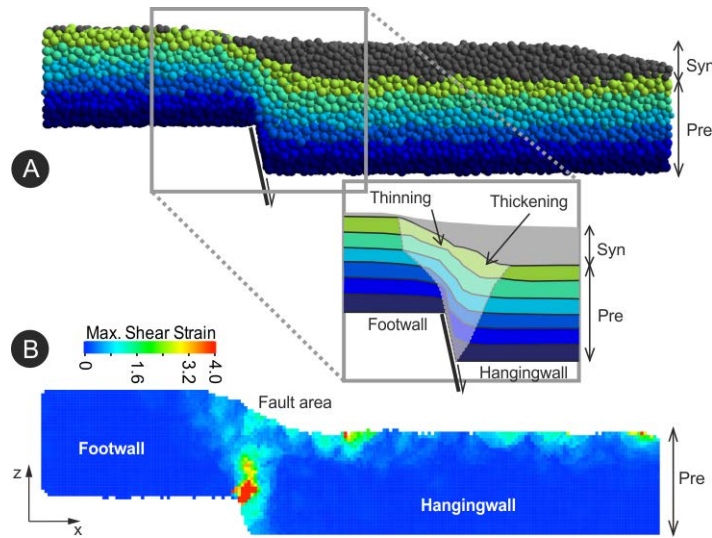 Syn
Pre
A
Thinning
Thickening
Syn
Pre
Footwall
Hangingwall
B
Max. Shear Strain
0
1.6
3.2
4.0
Fault area
Footwall
Hangingwall
Pre
z
x